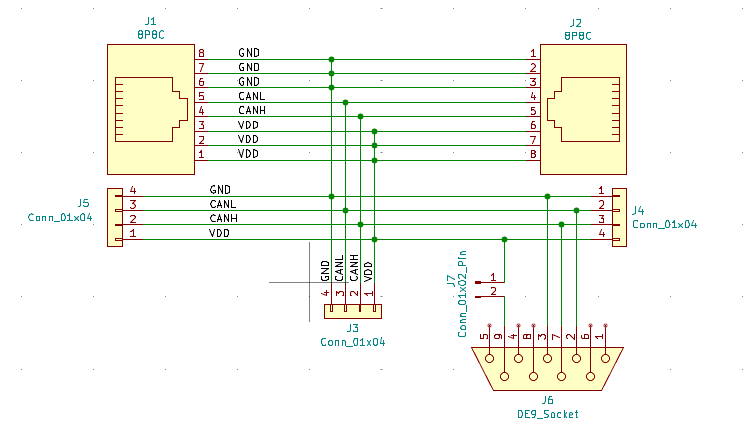 J1
8P8C
J2
8P8C
8 GND 1
7 GND 2
6 GND 3
5 CANL 4
4 CANH 5
3 VDD 6
2 VDD 7
1 VDD 8
J5
Conn_01x04
4 GND 1
3 CANL 2
2 CANH 3
1 VDD 4
J4
Conn_01x04
GND CANL CANH VDD
4 3 2 1
J3
Conn_01x04
J7
Conn_01x02_Pin
1
2
5 9 4 8 3 7 2 6 1
J6
DE9_Socket